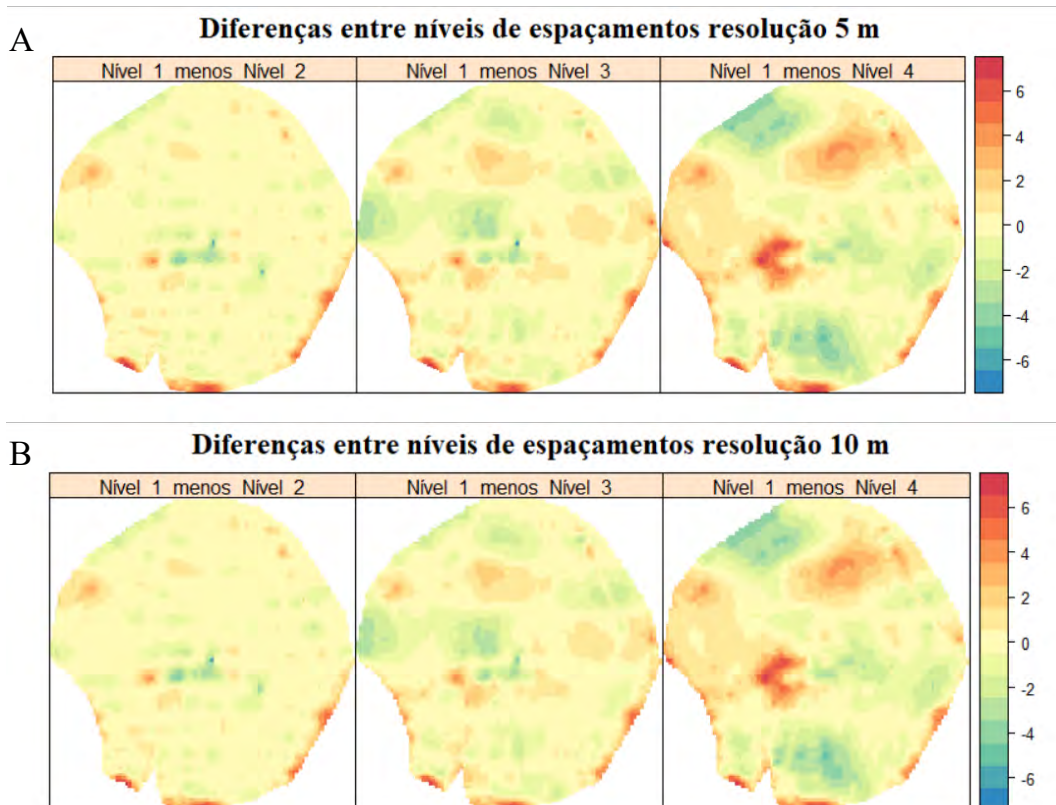 A
Diferenças entre níveis de espaçamentos resolução 5 m
Nível 1 menos Nível 2
Nível 1 menos Nível 3
Nível 1 menos Nível 4
6
4
2
0
-2
-4
-6
B
Diferenças entre níveis de espaçamentos resolução 10 m
Nível 1 menos Nível 2
Nível 1 menos Nível 3
Nível 1 menos Nível 4
6
4
2
0
-2
-4
-6